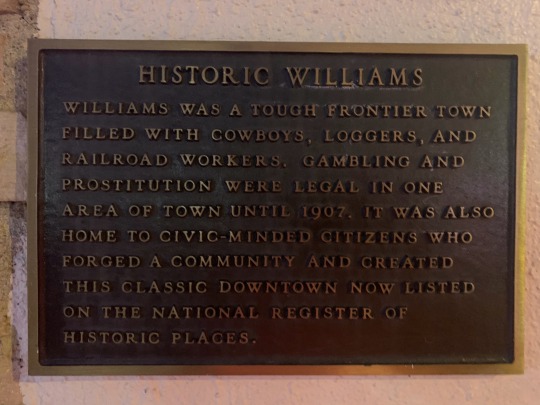 HISTORIC WILLIAMS
WILLIAMS WAS A TOUGH FRONTIER TOWN
FILLED WITH COWBOYS, LOGGERS, AND
RAILROAD WORKERS. GAMBLING AND
PROSTITUTION WERE LEGAL IN ONE
AREA OF TOWN UNTIL 1907. IT WAS ALSO
HOME TO CIVIC-MINDED CITIZENS WHO
FORGED A COMMUNITY AND CREATED
THIS CLASSIC DOWNTOWN NOW LISTED
ON THE NATIONAL REGISTER OF
HISTORIC PLACES.